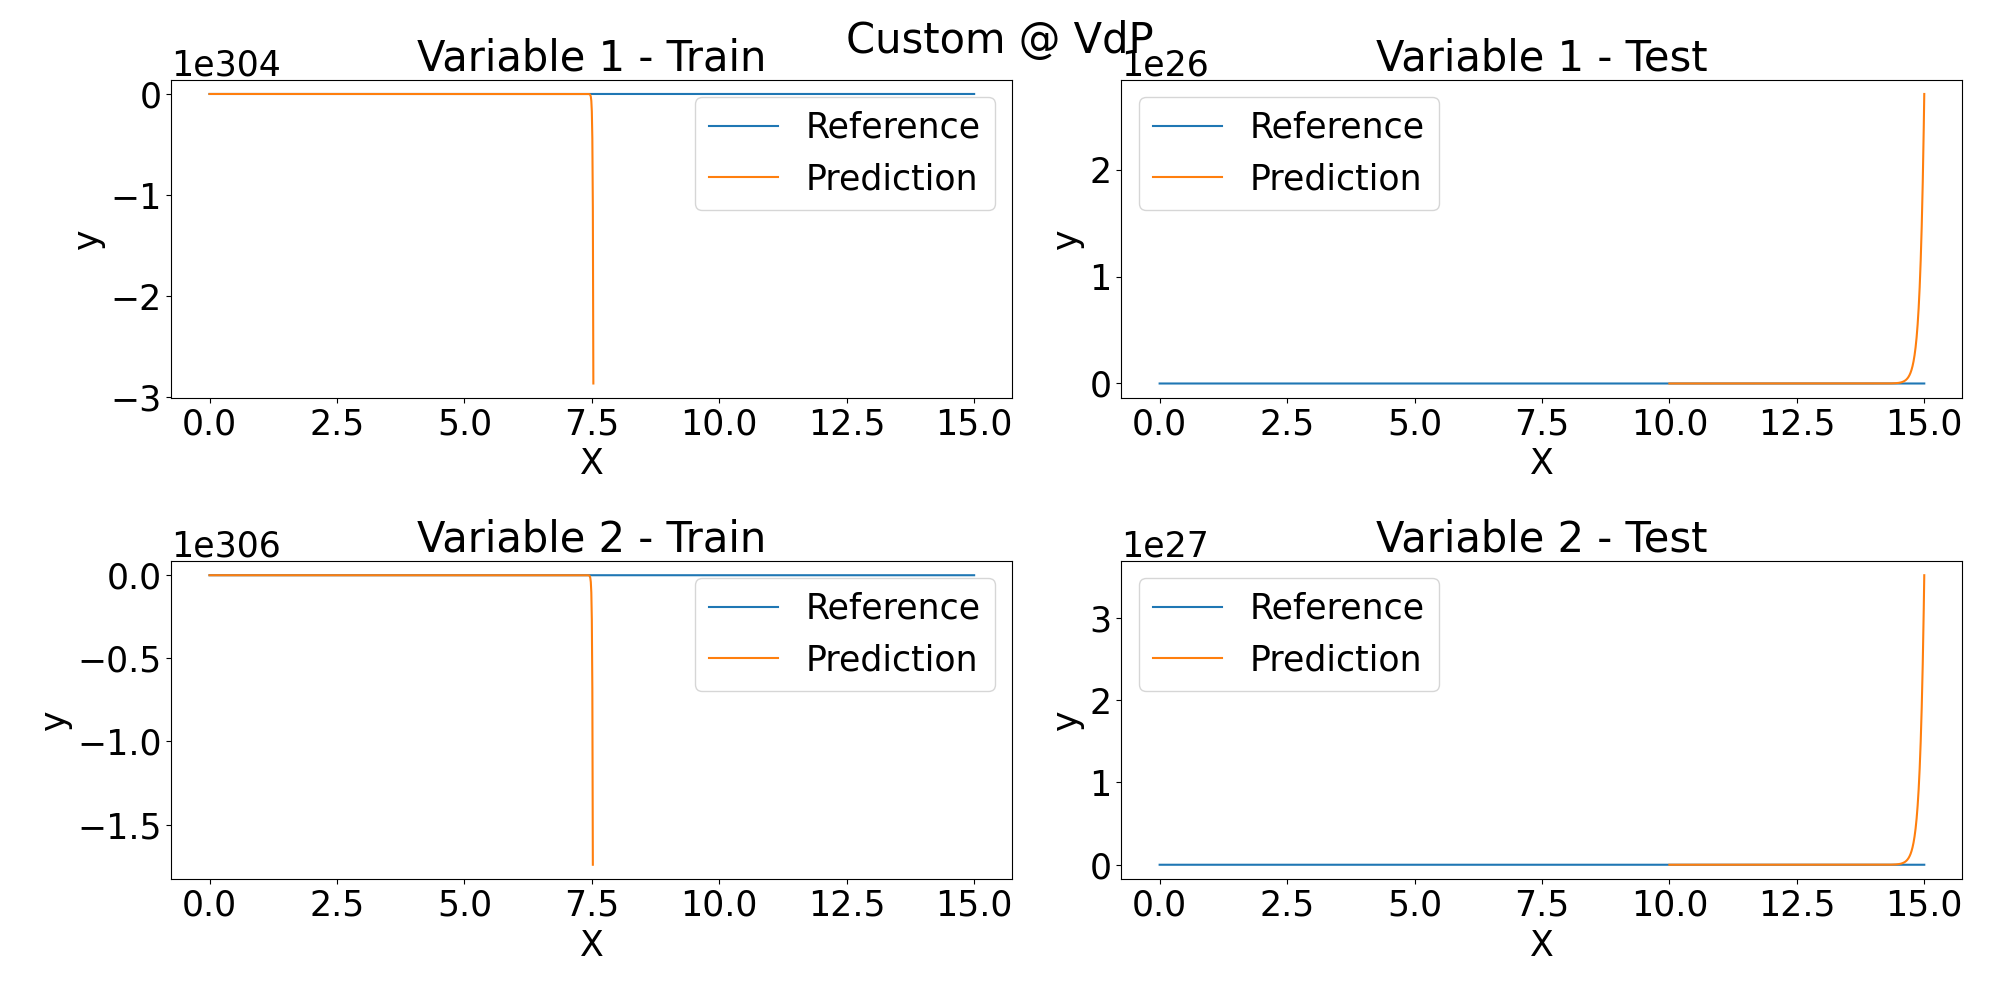 Custom @ VdP
Variable 1 - Train
1e304
0
−1
−2
−3
y
Reference
Prediction
0.0 2.5 5.0 7.5 10.0 12.5 15.0
X
Variable 1 - Test
1e26
2
1
0
y
Reference
Prediction
0.0 2.5 5.0 7.5 10.0 12.5 15.0
X
Variable 2 - Train
1e306
0.0
−0.5
−1.0
−1.5
y
Reference
Prediction
0.0 2.5 5.0 7.5 10.0 12.5 15.0
X
Variable 2 - Test
1e27
3
2
1
0
y
Reference
Prediction
0.0 2.5 5.0 7.5 10.0 12.5 15.0
X